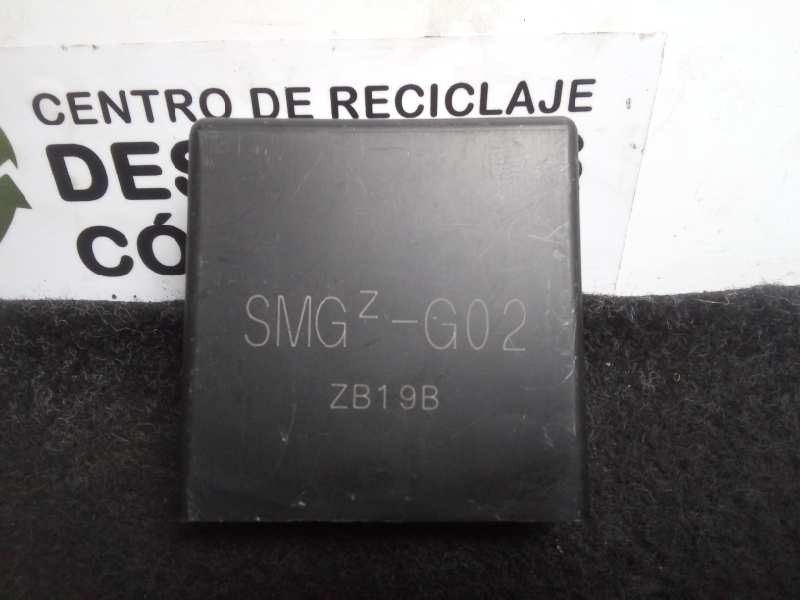 CENTRO DE RECICLAJE
DES
CÓ
SMGᶻ-G02
ZB19B